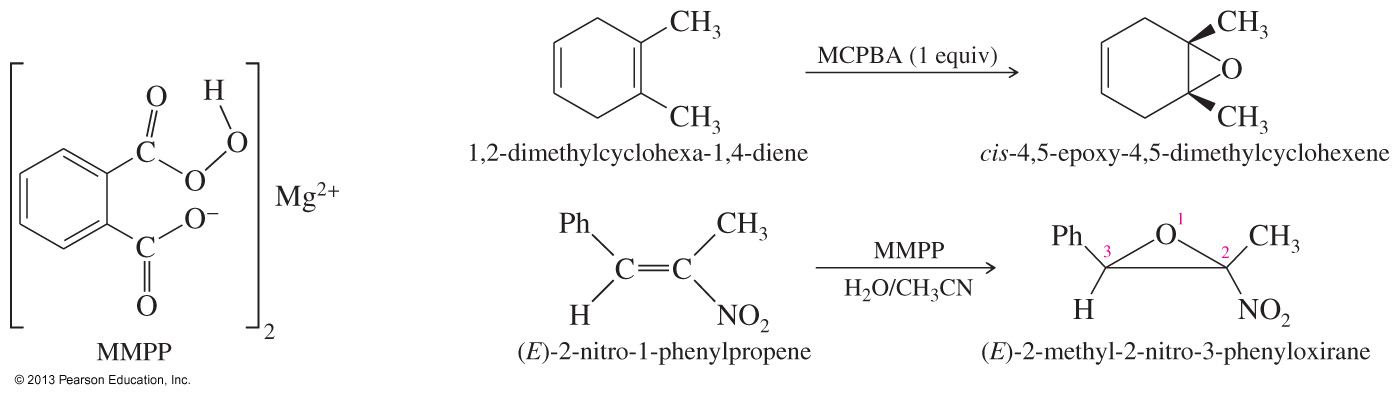 O
H
C
O
O
O⁻
C
O
2
Mg²⁺
MMPP
© 2013 Pearson Education, Inc.
CH₃
CH₃
1,2-dimethylcyclohexa-1,4-diene
MCPBA (1 equiv)
CH₃
O
CH₃
cis-4,5-epoxy-4,5-dimethylcyclohexene
Ph
CH₃
C=C
H
NO₂
(E)-2-nitro-1-phenylpropene
MMPP
H₂O/CH₃CN
Ph
3
O
1
2
CH₃
H
NO₂
(E)-2-methyl-2-nitro-3-phenyloxirane